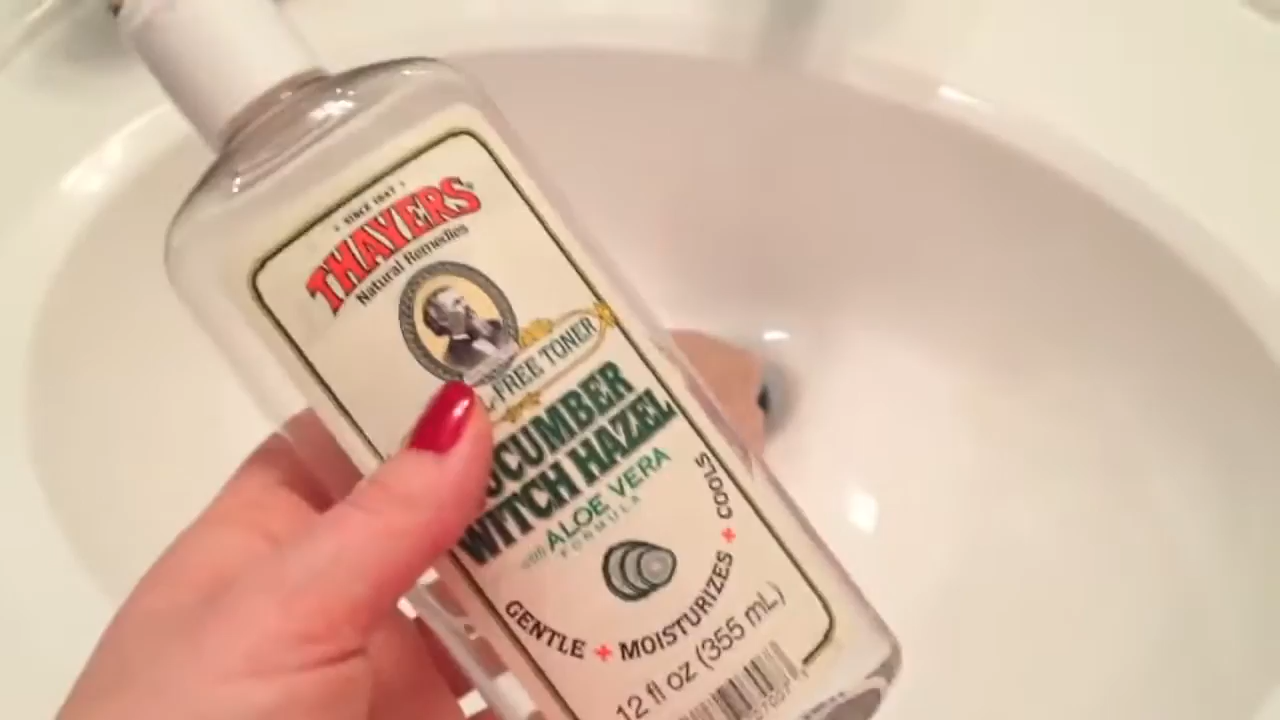 SINCE 1847
THAYERS
Natural Remedies
FREE TONER
CUCUMBER
WITCH HAZEL
with ALOE VERA
FORMULA
GENTLE + MOISTURIZES + COOLS
12 fl oz (355 mL)